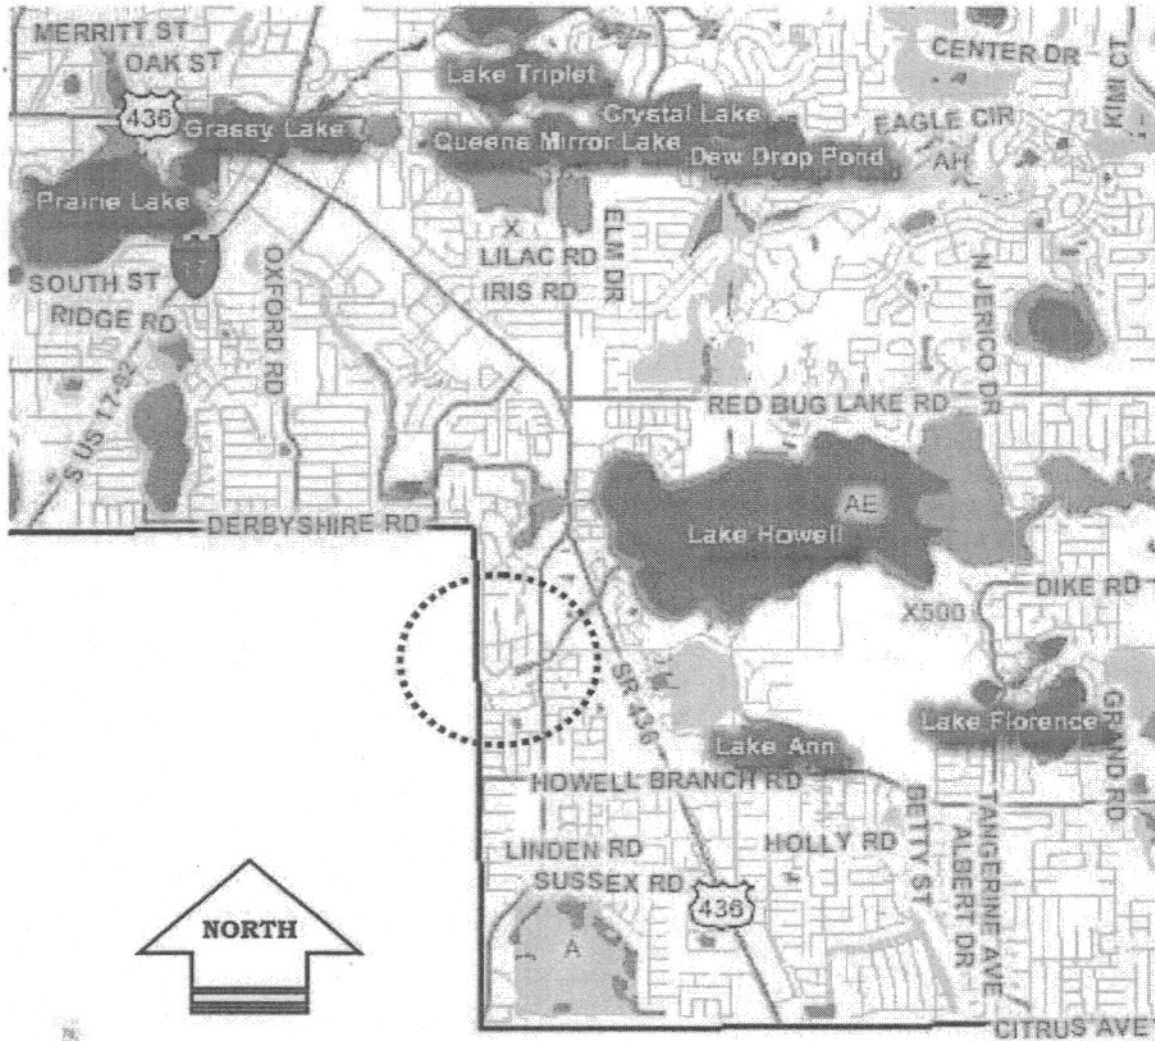 MERRITT ST
OAK ST
436
Grassy Lake
Lake Triplet
Crystal Lake
Queens Mirror Lake
Dew Drop Pond
CENTER DR
KIMI CT
EAGLE CIR
AH
Prairie Lake
X
LILAC RD
ELM DR
IRIS RD
SOUTH ST
17
RIDGE RD
OXFORD RD
N JERICO DR
S US 17-92
RED BUG LAKE RD
AE
Lake Howell
DERBYSHIRE RD
DIKE RD
X500
SR 436
Lake Florence
Lake Ann
GRAND RD
HOWELL BRANCH RD
BETTY ST
TANGERINE AVE
ALBERT DR
LINDEN RD
HOLLY RD
SUSSEX RD
436
NORTH
A
CITRUS AVE